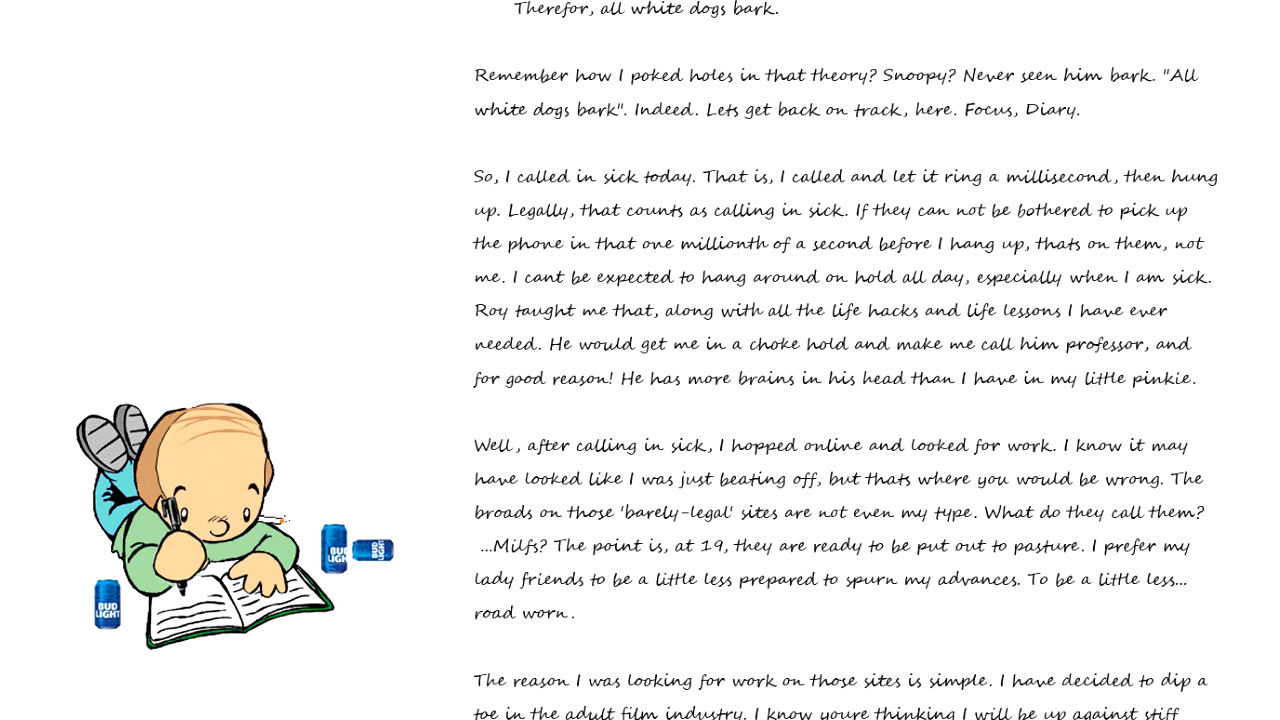 Therefor, all white dogs bark.
Remember how I poked holes in that theory? Snoopy? Never seen him bark. "All
white dogs bark". Indeed. Lets get back on track, here. Focus, Diary.
So, I called in sick today. That is, I called and let it ring a millisecond, then hung
up. Legally, that counts as calling in sick. If they can not be bothered to pick up
the phone in that one millionth of a second before I hang up, thats on them, not
me. I cant be expected to hang around on hold all day, especially when I am sick.
Roy taught me that, along with all the life hacks and life lessons I have ever
needed. He would get me in a choke hold and make me call him professor, and
for good reason! He has more brains in his head than I have in my little pinkie.
Well, after calling in sick, I hopped online and looked for work. I know it may
have looked like I was just beating off, but thats where you would be wrong. The
broads on those 'barely-legal' sites are not even my type. What do they call them?
...Milfs? The point is, at 19, they are ready to be put out to pasture. I prefer my
lady friends to be a little less prepared to spurn my advances. To be a little less...
road worn.
The reason I was looking for work on those sites is simple. I have decided to dip a
toe in the adult film industry. I know youre thinking I will be up against stiff
BUD
LIGHT
BUD
LIGHT
BUD
LIGHT